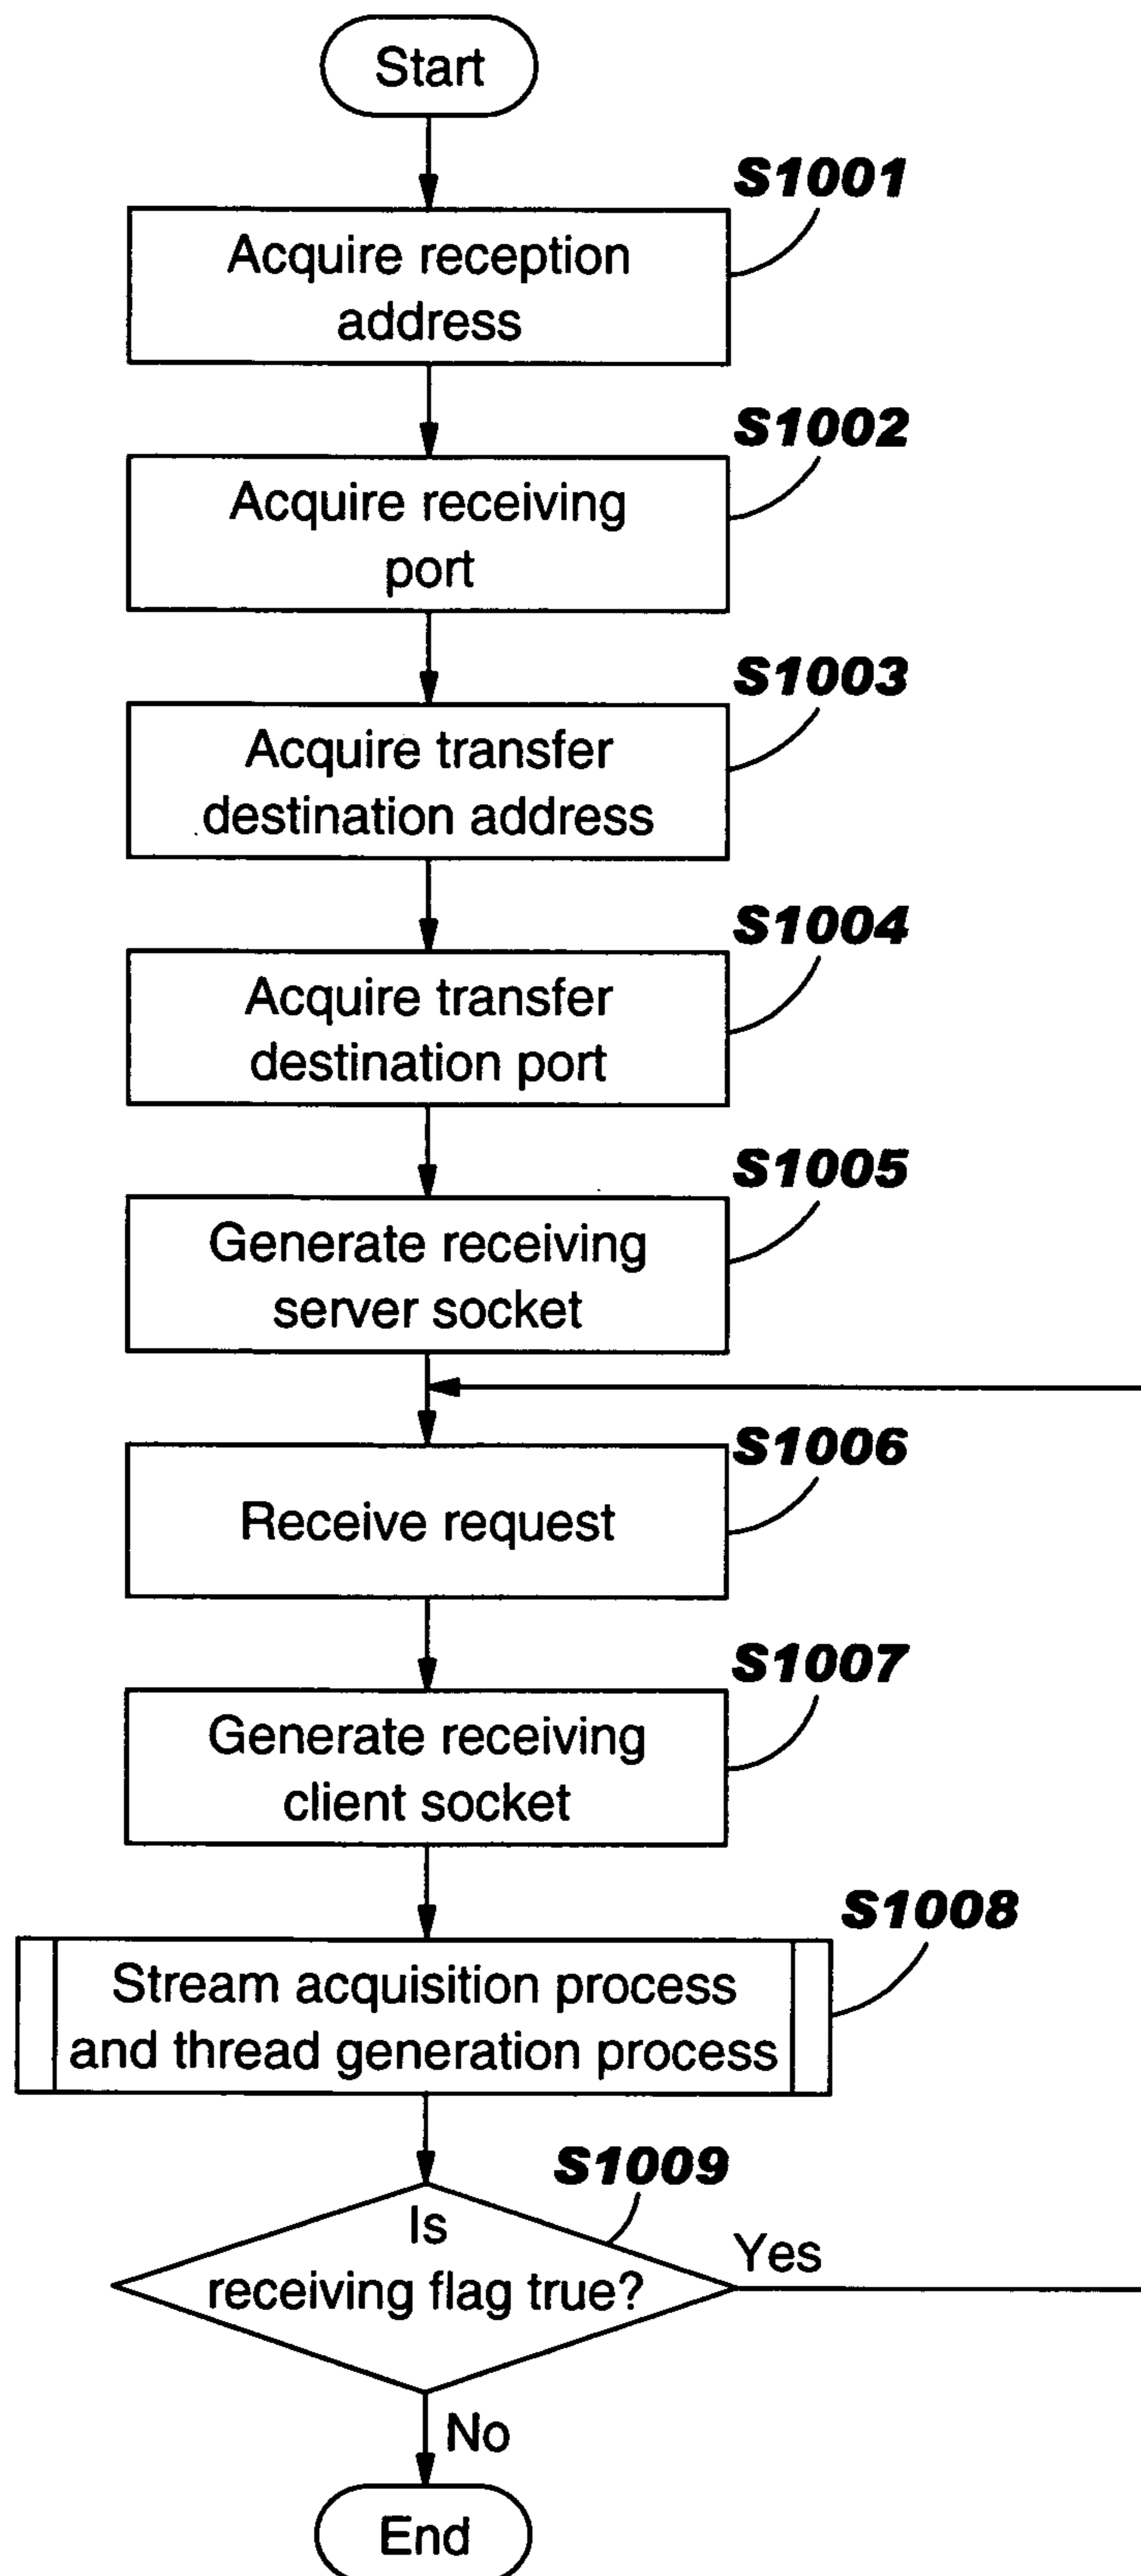 Start
S1001
Acquire reception
address
S1002
Acquire receiving
port
S1003
Acquire transfer
destination address
S1004
Acquire transfer
destination port
S1005
Generate receiving
server socket
S1006
Receive request
S1007
Generate receiving
client socket
S1008
Stream acquisition process
and thread generation process
S1009
Is
receiving flag true?
Yes
No
End